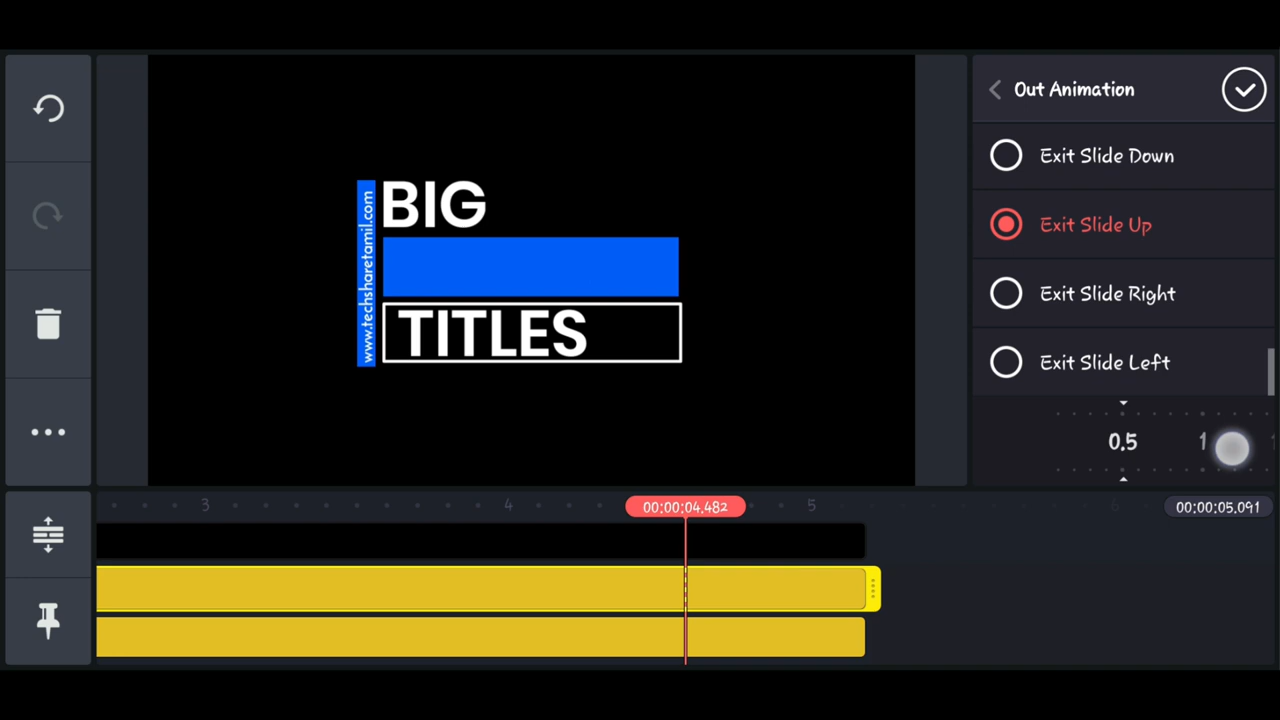 Out Animation
Exit Slide Down
Exit Slide Up
Exit Slide Right
Exit Slide Left
0.5
1
www.techsharetamil.com
BIG
TITLES
3
4
00:00:04.482
5
6
00:00:05.091